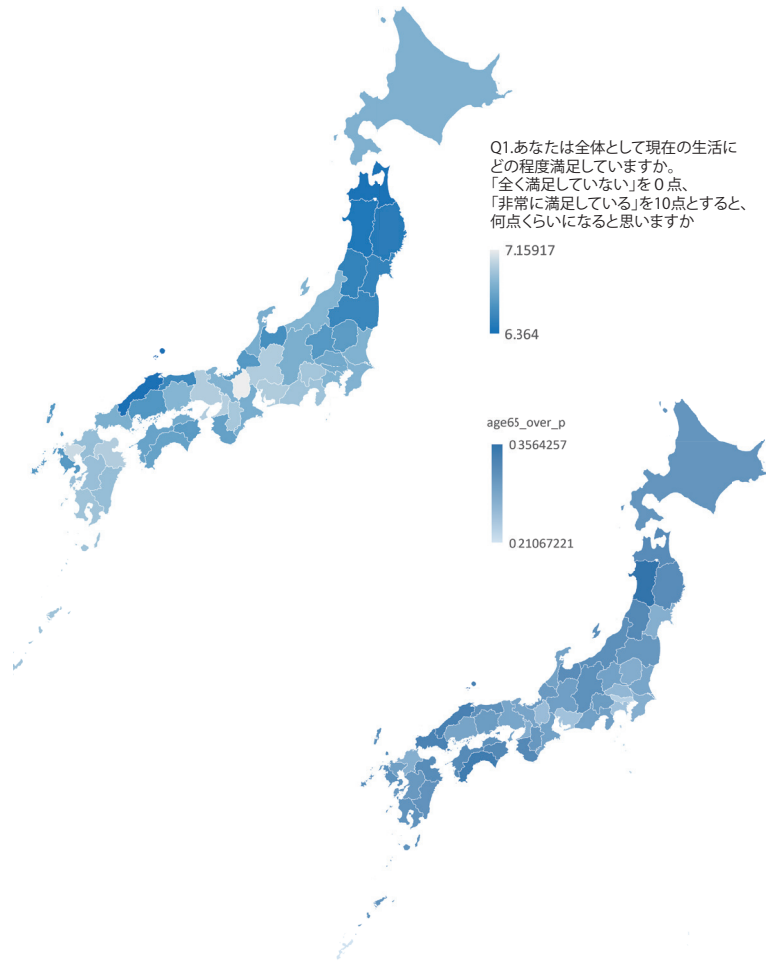 Q1.あなたは全体として現在の生活に
どの程度満足していますか。
「全く満足していない」を０点、
「非常に満足している」を10点とすると、
何点くらいになると思いますか
7.15917
6.364
age65_over_p
0 3564257
0 21067221